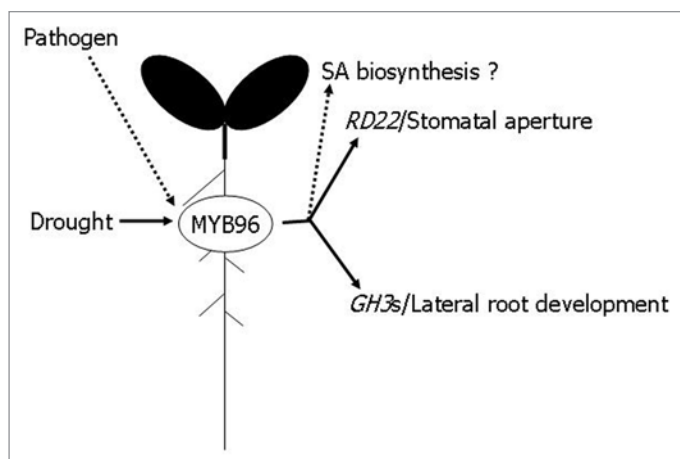 Pathogen
SA biosynthesis ?
RD22/Stomatal aperture
Drought
MYB96
GH3s/Lateral root development